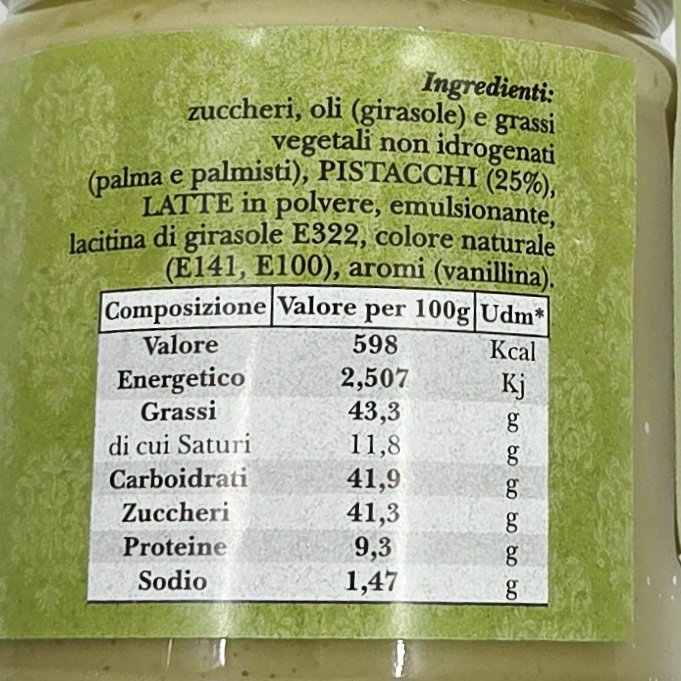 Ingredienti:
zuccheri, oli (girasole) e grassi
vegetali non idrogenati
(palma e palmisti), PISTACCHI (25%),
LATTE in polvere, emulsionante,
lacitina di girasole E322, colore naturale
(E141, E100), aromi (vanillina).
Composizione Valore per 100g Udm*
Valore 598 Kcal
Energetico 2,507 Kj
Grassi 43,3 g
di cui Saturi 11,8 g
Carboidrati 41,9 g
Zuccheri 41,3 g
Proteine 9,3 g
Sodio 1,47 g